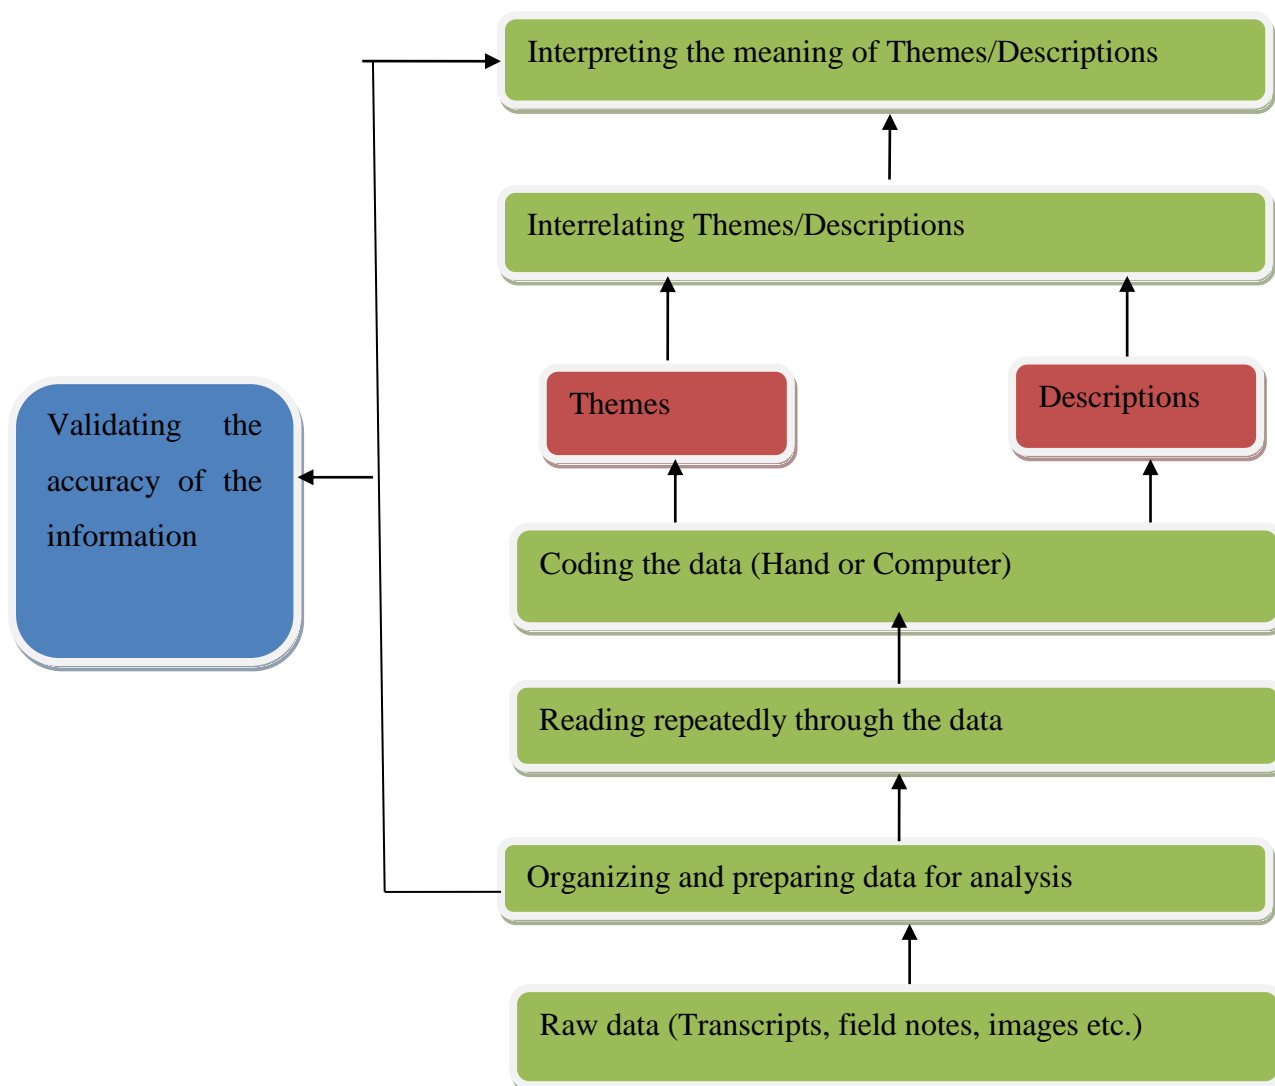 Interpreting the meaning of Themes/Descriptions
Interrelating Themes/Descriptions
Themes
Descriptions
Validating the
accuracy of the
information
Coding the data (Hand or Computer)
Reading repeatedly through the data
Organizing and preparing data for analysis
Raw data (Transcripts, field notes, images etc.)